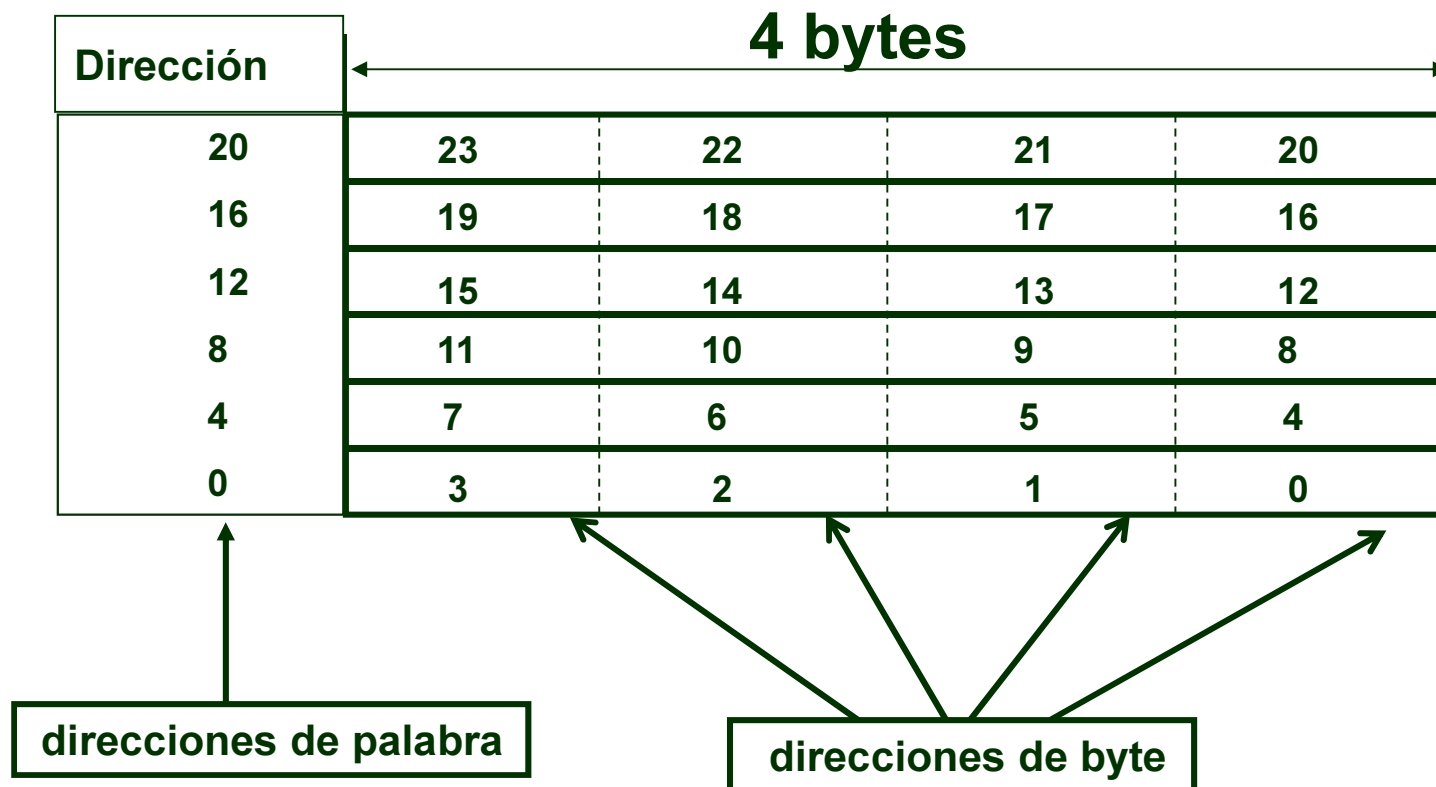 4 bytes
Dirección
20 23 22 21 20
16 19 18 17 16
12 15 14 13 12
8 11 10 9 8
4 7 6 5 4
0 3 2 1 0
direcciones de palabra
direcciones de byte